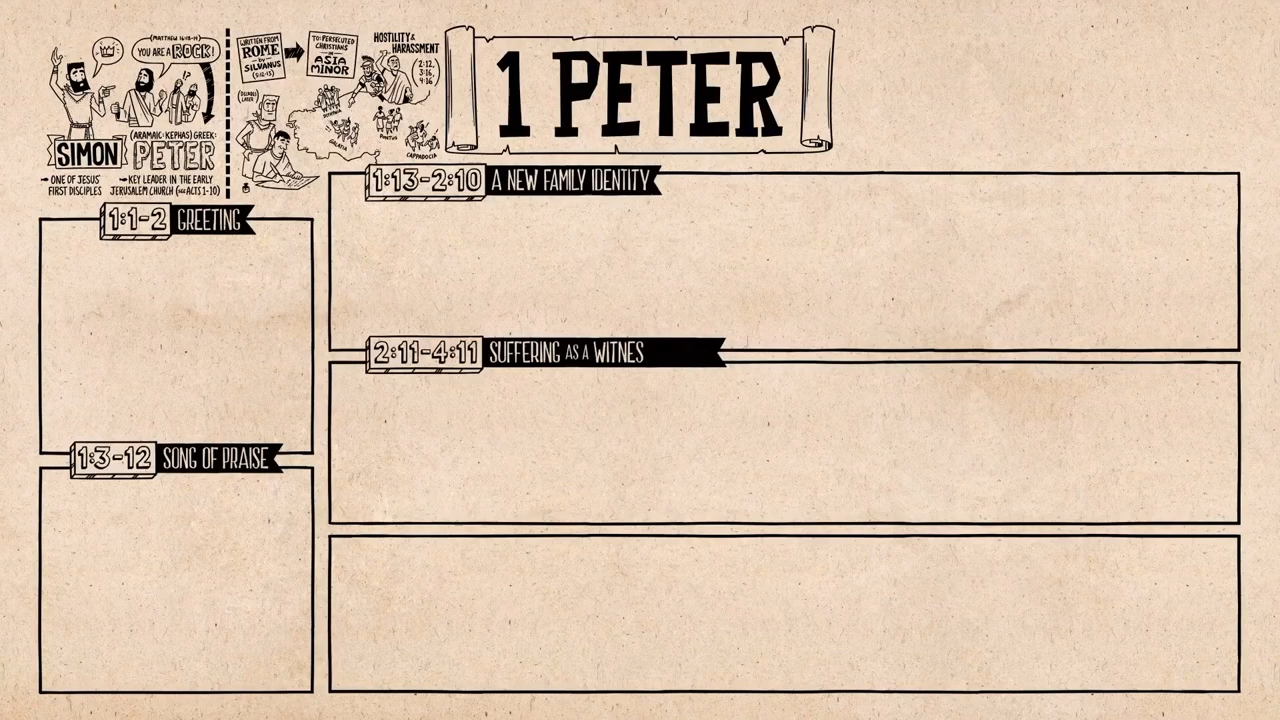 (MATTHEW 16:18-19)
YOU ARE A ROCK!
SIMON
(ARAMAIC: KEPHAS) GREEK:
PETER
ONE OF JESUS'
FIRST DISCIPLES
KEY LEADER IN THE EARLY
JERUSALEM CHURCH (see ACTS 1-10)
WRITTEN FROM
ROME
by
SILVANUS
(5:12-13)
TO: PERSECUTED
CHRISTIANS
IN
ASIA
MINOR
HOSTILITY &
HARASSMENT
2:12,
3:16,
4:16
(DECADES)
LATER
BITHYNIA
GALATIA
PONTUS
CAPPADOCIA
1 PETER
1:13-2:10 A NEW FAMILY IDENTITY
1:1-2 GREETING
2:11-4:11 SUFFERING AS A WITNES
1:3-12 SONG OF PRAISE